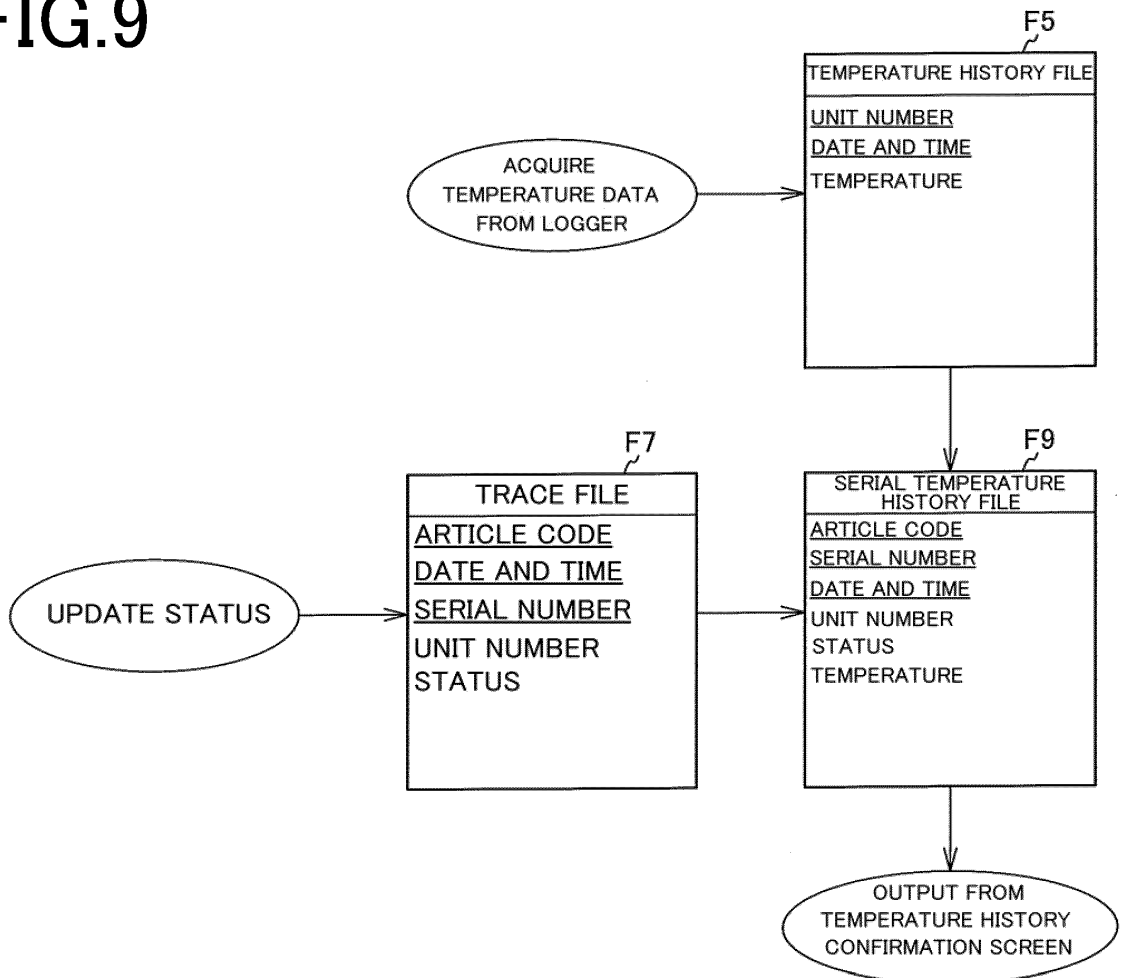 FIG.9
F5
TEMPERATURE HISTORY FILE
UNIT NUMBER
DATE AND TIME
TEMPERATURE
ACQUIRE
TEMPERATURE DATA
FROM LOGGER
F7
TRACE FILE
ARTICLE CODE
DATE AND TIME
SERIAL NUMBER
UNIT NUMBER
STATUS
UPDATE STATUS
F9
SERIAL TEMPERATURE
HISTORY FILE
ARTICLE CODE
SERIAL NUMBER
DATE AND TIME
UNIT NUMBER
STATUS
TEMPERATURE
OUTPUT FROM
TEMPERATURE HISTORY
CONFIRMATION SCREEN